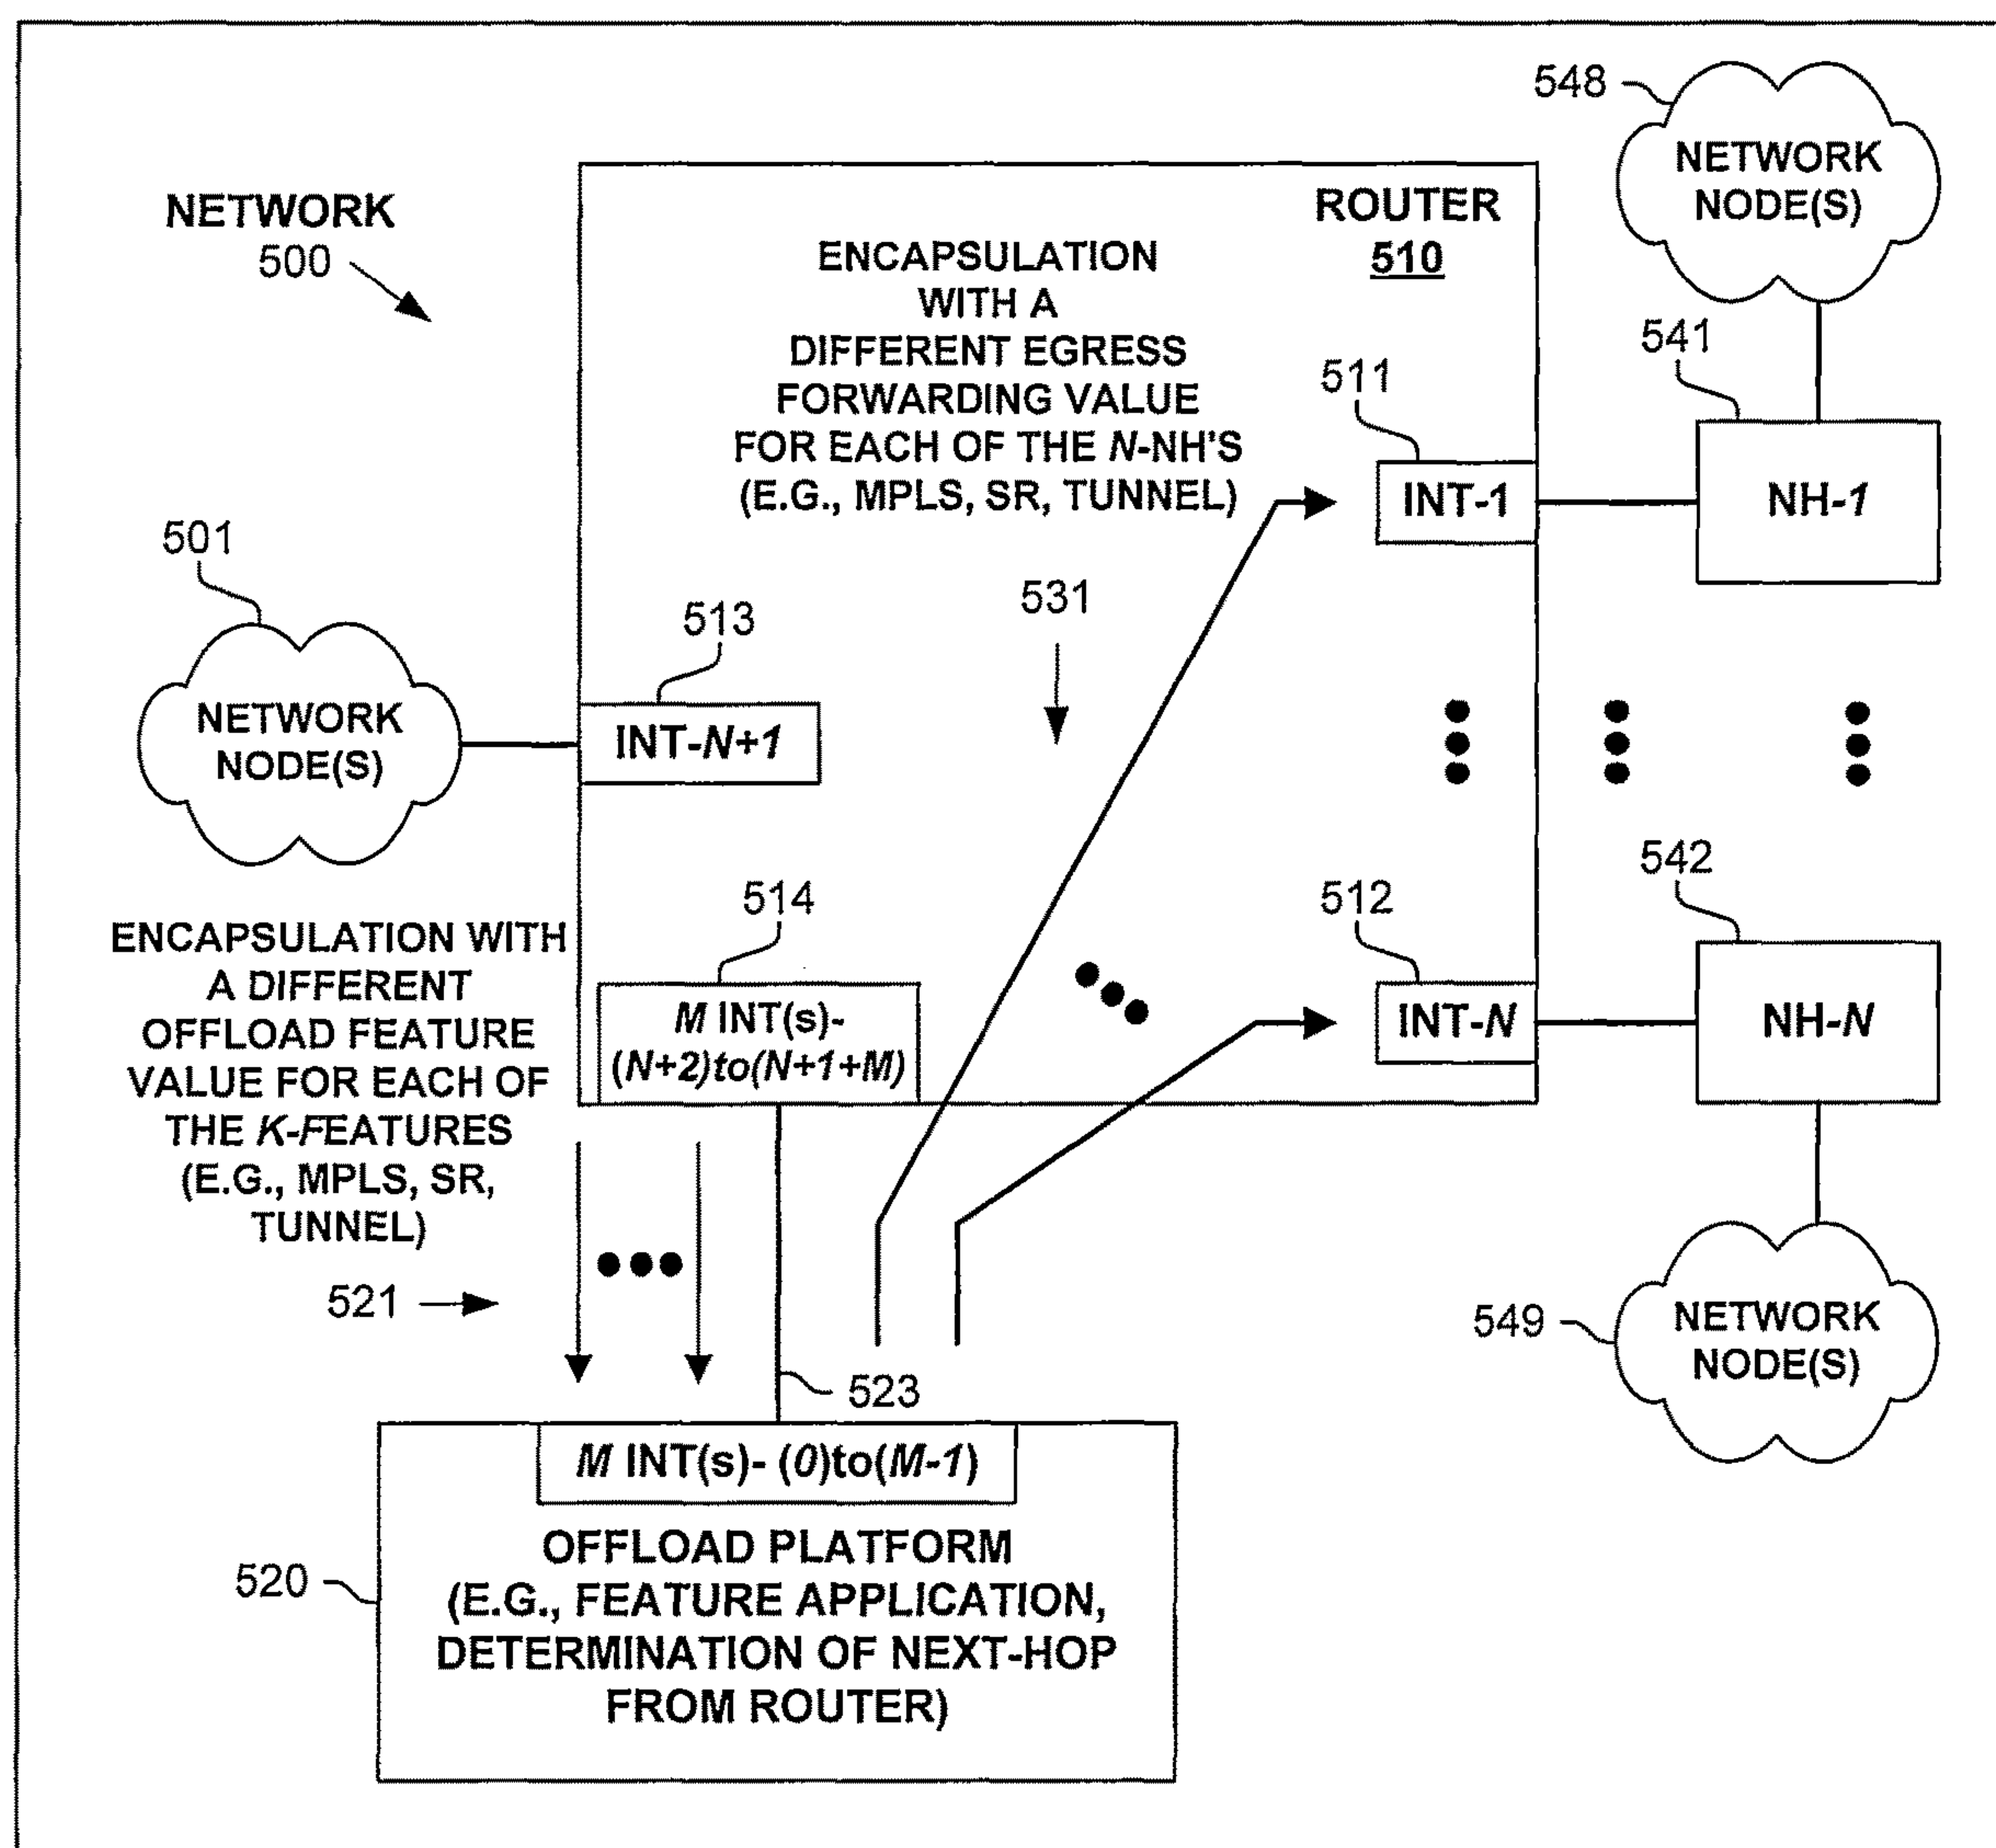 NETWORK
500
ROUTER
510
ENCAPSULATION
WITH A
DIFFERENT EGRESS
FORWARDING VALUE
FOR EACH OF THE N-NH'S
(E.G., MPLS, SR, TUNNEL)
531
548
NETWORK
NODE(S)
541
511
INT-1
NH-1
501
NETWORK
NODE(S)
513
INT-N+1
514
M INT(s)-
(N+2)to(N+1+M)
512
INT-N
542
NH-N
549
NETWORK
NODE(S)
ENCAPSULATION WITH
A DIFFERENT
OFFLOAD FEATURE
VALUE FOR EACH OF
THE K-FEATURES
(E.G., MPLS, SR,
TUNNEL)
521
523
M INT(s)- (0)to(M-1)
520
OFFLOAD PLATFORM
(E.G., FEATURE APPLICATION,
DETERMINATION OF NEXT-HOP
FROM ROUTER)